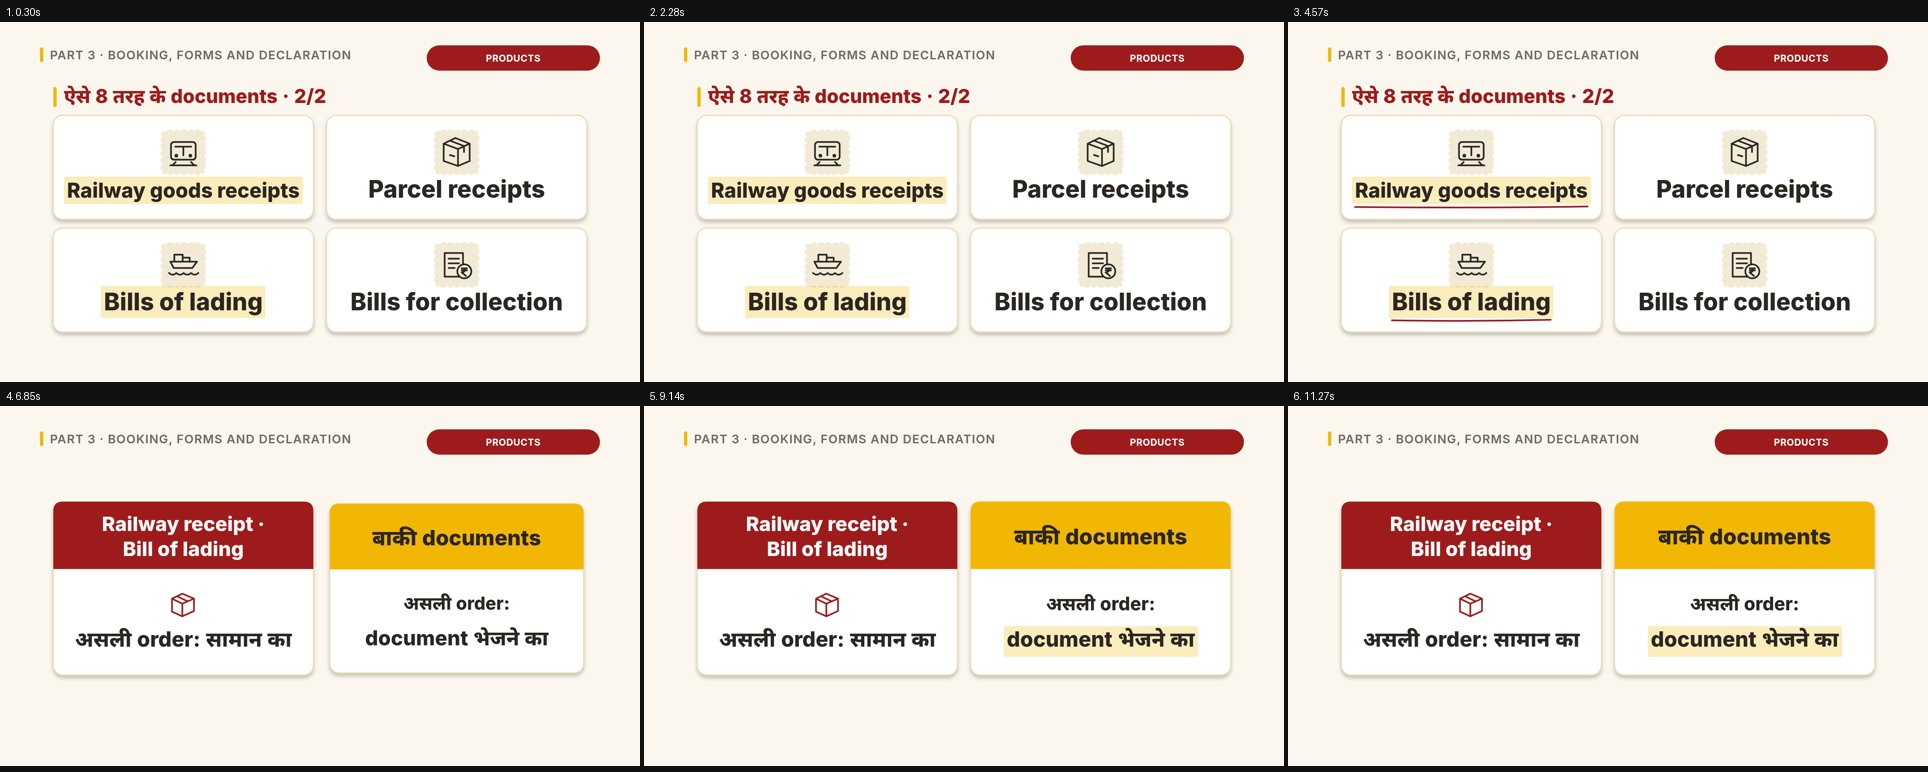 1. 0.30s
PART 3 · BOOKING, FORMS AND DECLARATION
PRODUCTS
ऐसे 8 तरह के documents · 2/2
Railway goods receipts
Parcel receipts
Bills of lading
Bills for collection
2. 2.28s
PART 3 · BOOKING, FORMS AND DECLARATION
PRODUCTS
ऐसे 8 तरह के documents · 2/2
Railway goods receipts
Parcel receipts
Bills of lading
Bills for collection
3. 4.57s
PART 3 · BOOKING, FORMS AND DECLARATION
PRODUCTS
ऐसे 8 तरह के documents · 2/2
Railway goods receipts
Parcel receipts
Bills of lading
Bills for collection
4. 6.85s
PART 3 · BOOKING, FORMS AND DECLARATION
PRODUCTS
Railway receipt ·
Bill of lading
असली order: सामान का
बाकी documents
असली order:
document भेजने का
5. 9.14s
PART 3 · BOOKING, FORMS AND DECLARATION
PRODUCTS
Railway receipt ·
Bill of lading
असली order: सामान का
बाकी documents
असली order:
document भेजने का
6. 11.27s
PART 3 · BOOKING, FORMS AND DECLARATION
PRODUCTS
Railway receipt ·
Bill of lading
असली order: सामान का
बाकी documents
असली order:
document भेजने का